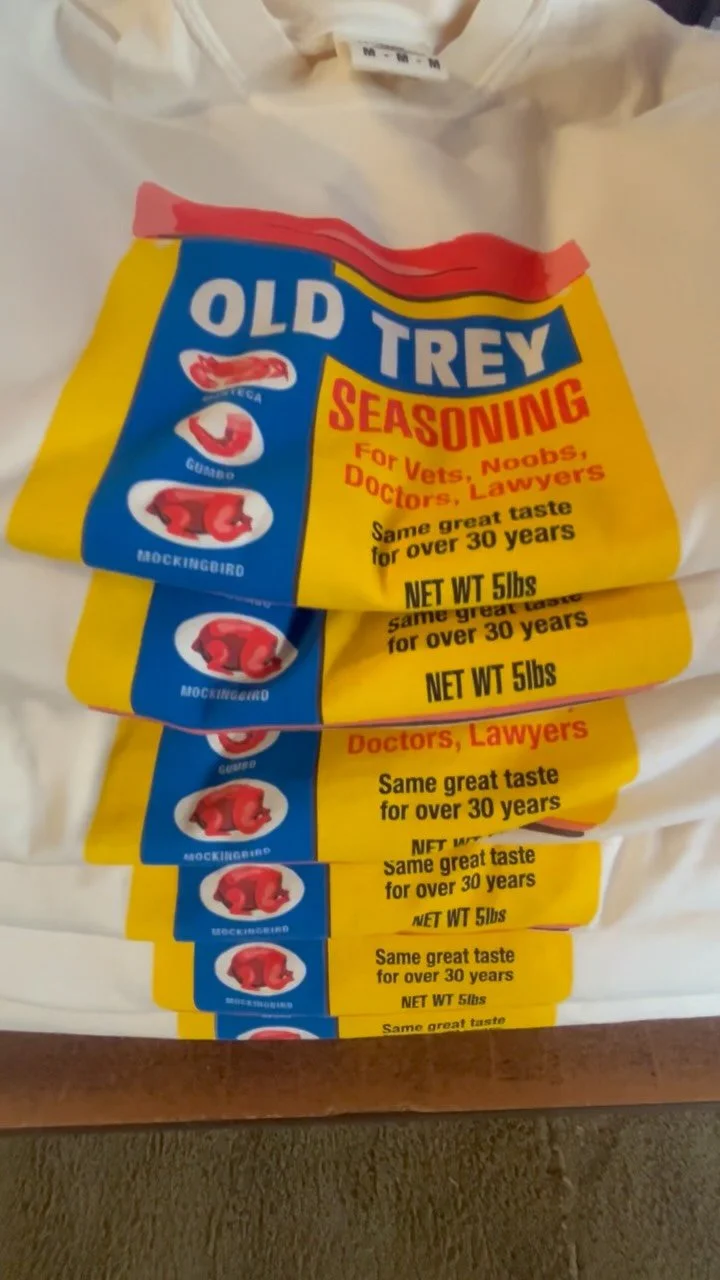 M - M - M
OLD TREY
SEASONING
For Vets, Noobs,
Doctors, Lawyers
Same great taste
for over 30 years
NET WT 5lbs
GUMBO
MOCKINGBIRD
Same great taste
for over 30 years
NET WT 5lbs
MOCKINGBIRD
Doctors, Lawyers
GUMBO
Same great taste
for over 30 years
NET WT
MOCKINGBIRD
Same great taste
for over 30 years
NET WT 5lbs
MOCKINGBIRD
Same great taste
for over 30 years
NET WT 5lbs
MOCKINGBIRD
Same great taste